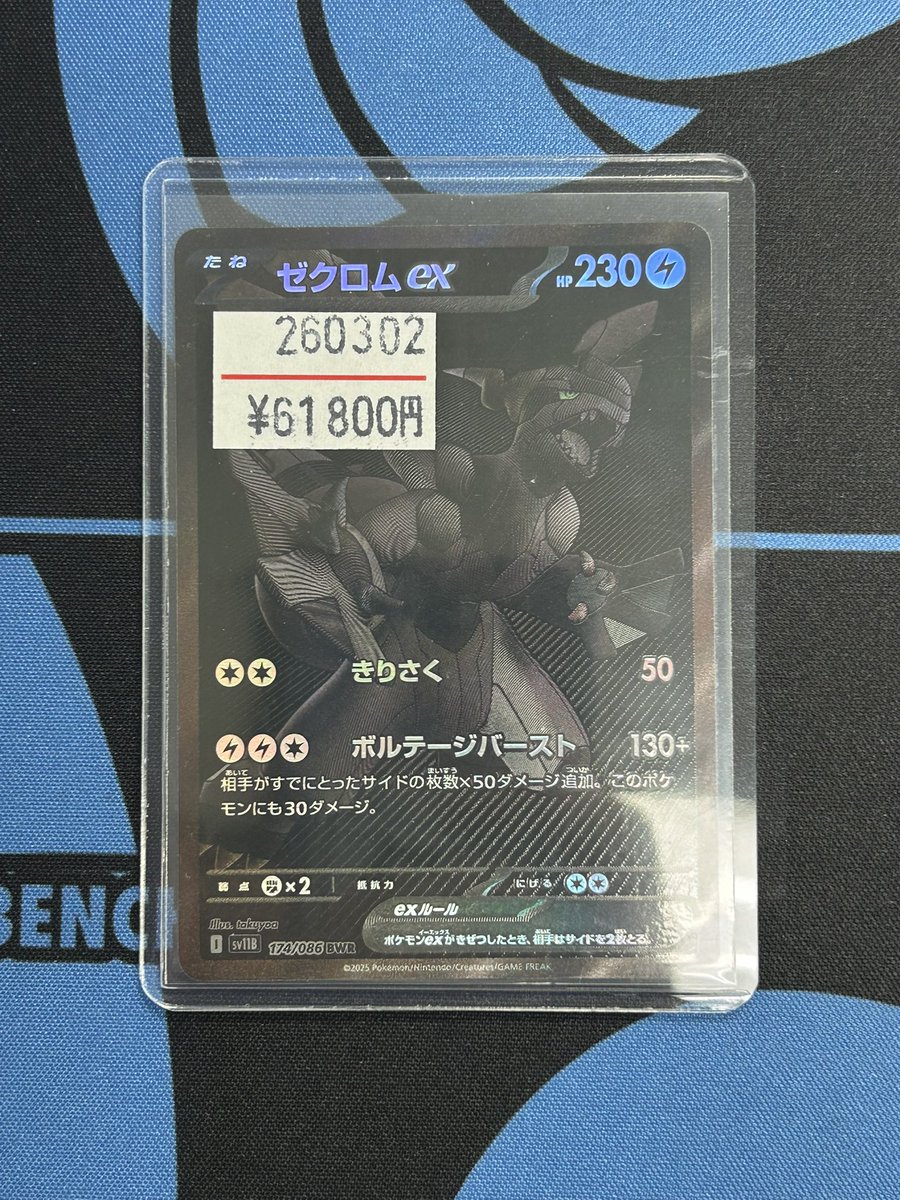 たね ゼクロムex HP230
260302
¥61800円
きりさく 50
ボルテージバースト 130+
相手がすでにとったサイドの枚数×50ダメージ追加。このポケ
モンにも30ダメージ。
弱点 ×2 抵抗力 にげる
exルール
ポケモンexがきぜつしたとき、相手はサイドを2枚とる。
Illus. takuyoa
I sv11B 174/086 BWR
©2025 Pokémon/Nintendo/Creatures/GAME FREAK
BENC